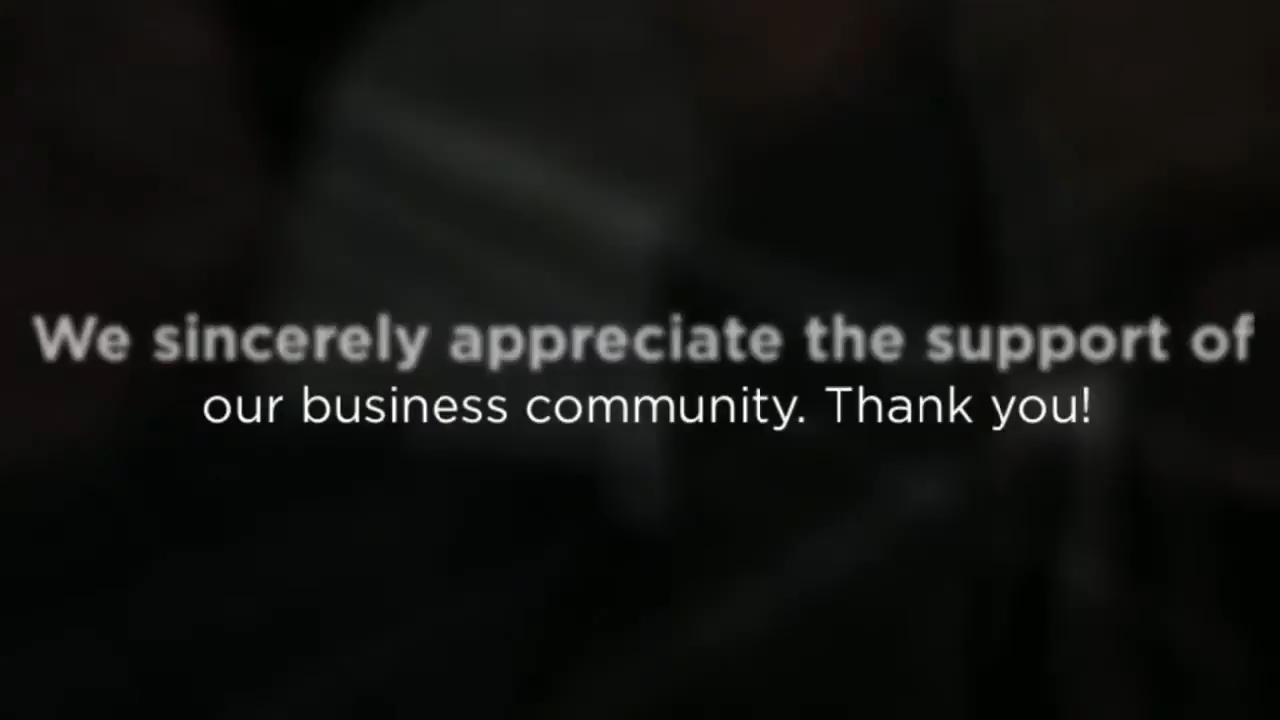 We sincerely appreciate the support of
our business community. Thank you!